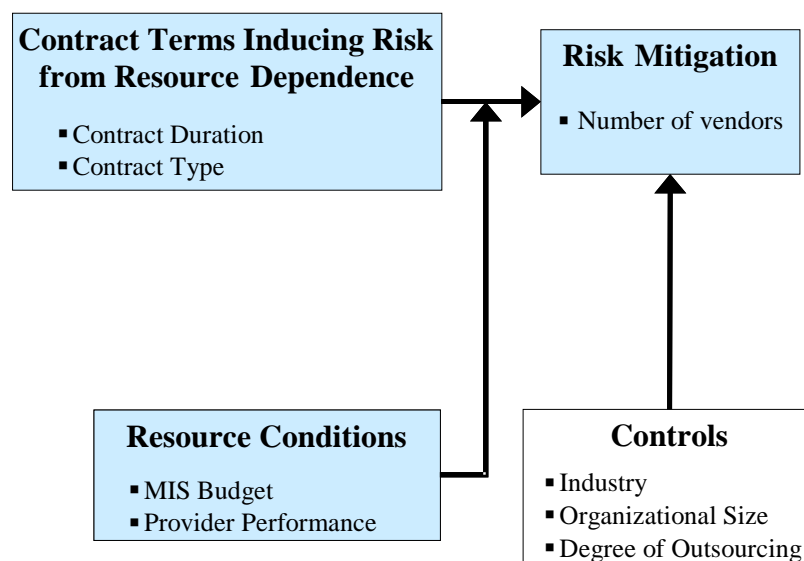 Contract Terms Inducing Risk
from Resource Dependence
▪ Contract Duration
▪ Contract Type
Risk Mitigation
▪ Number of vendors
Resource Conditions
▪ MIS Budget
▪ Provider Performance
Controls
▪ Industry
▪ Organizational Size
▪ Degree of Outsourcing